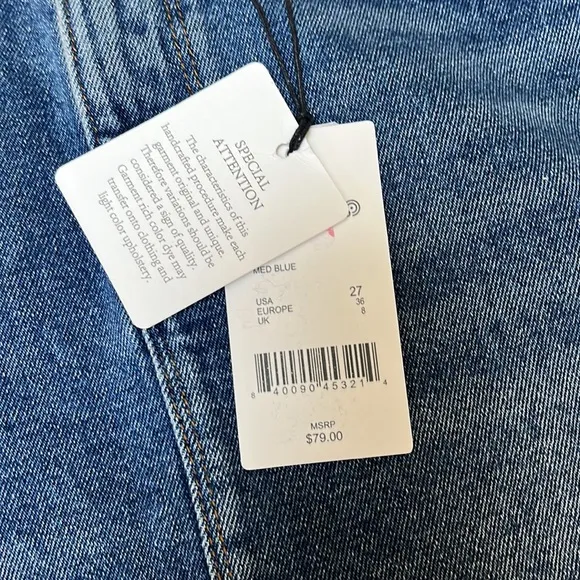 SPECIAL
ATTENTION
The characteristics of this
handcrafted procedure make each
garment original and unique.
Therefore variations should be
considered a sign of quality.
Garment rich color dye may
transfer onto clothing and
light color upholstery.
MED BLUE
USA 27
EUROPE 36
UK 8
8 40090 45321 4
MSRP
$79.00